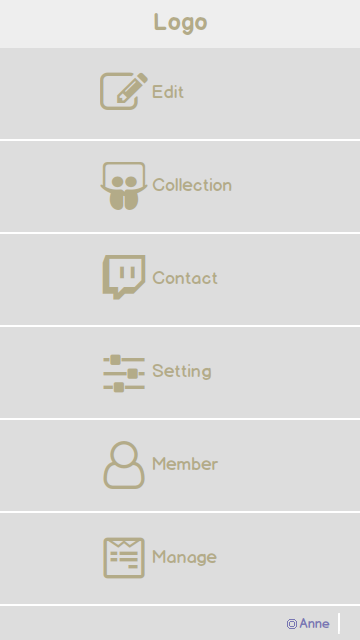 Logo
Edit
Collection
Contact
Setting
Member
Manage
Anne